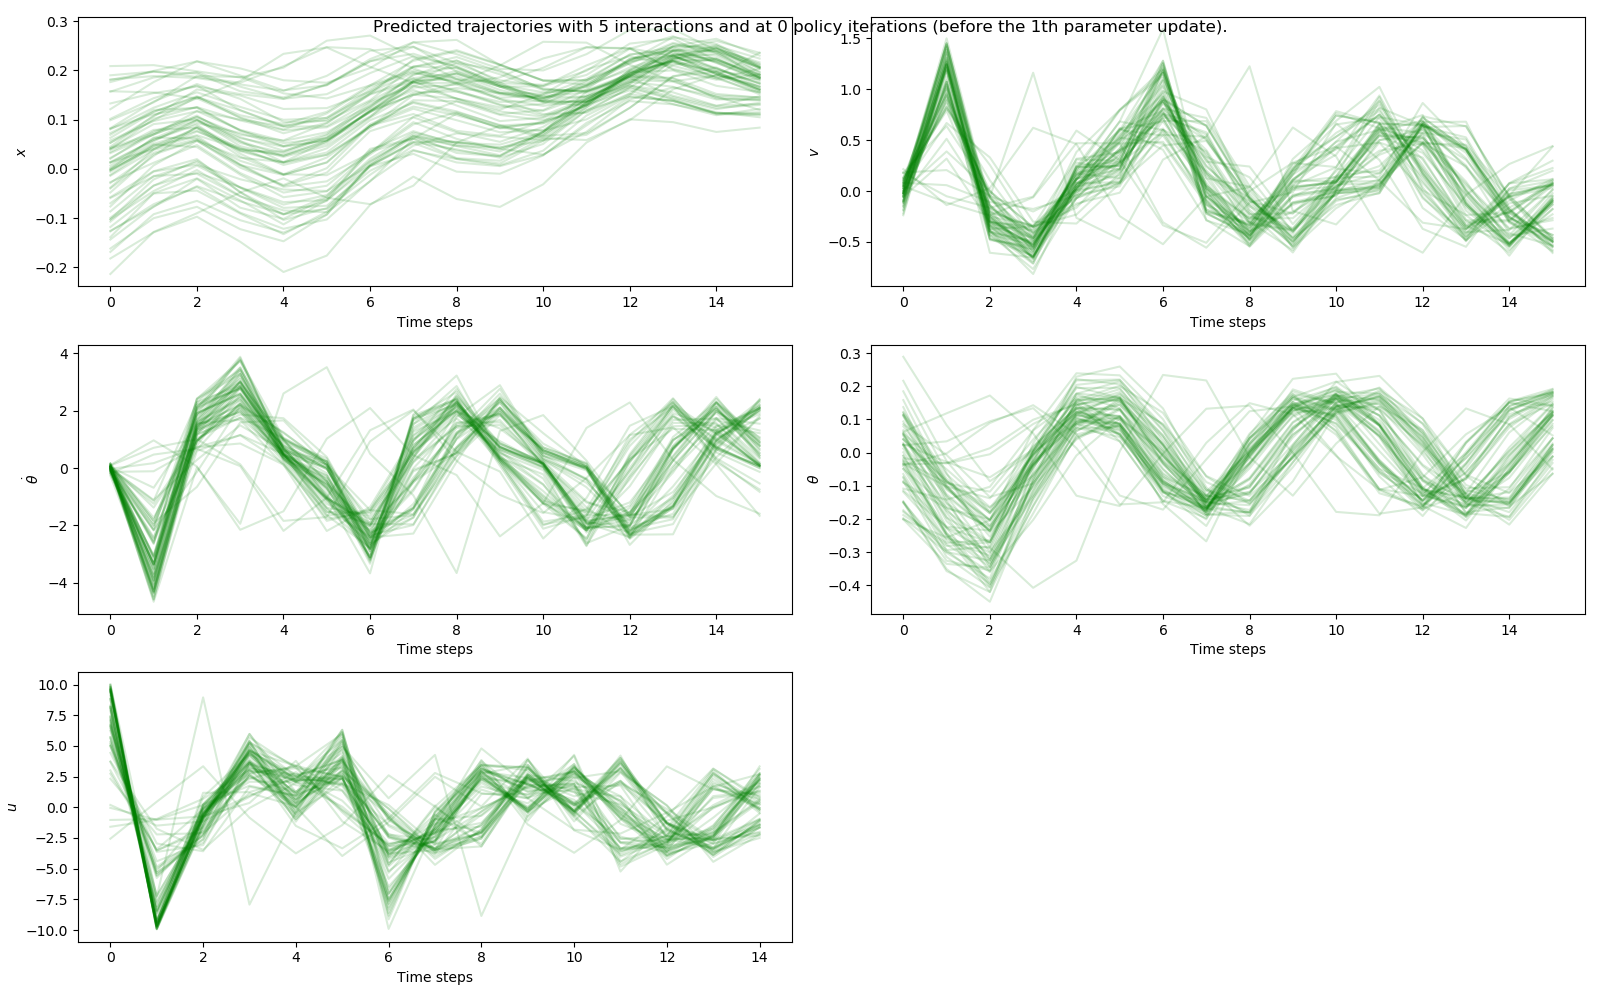 Predicted trajectories with 5 interactions and at 0 policy iterations (before the 1th parameter update).
0.3
0.2
0.1
0.0
−0.1
−0.2
x
0 2 4 6 8 10 12 14
Time steps
1.5
1.0
0.5
0.0
−0.5
v
0 2 4 6 8 10 12 14
Time steps
4
2
0
−2
−4
θ̇
0 2 4 6 8 10 12 14
Time steps
0.3
0.2
0.1
0.0
−0.1
−0.2
−0.3
−0.4
θ
0 2 4 6 8 10 12 14
Time steps
10.0
7.5
5.0
2.5
0.0
−2.5
−5.0
−7.5
−10.0
u
0 2 4 6 8 10 12 14
Time steps